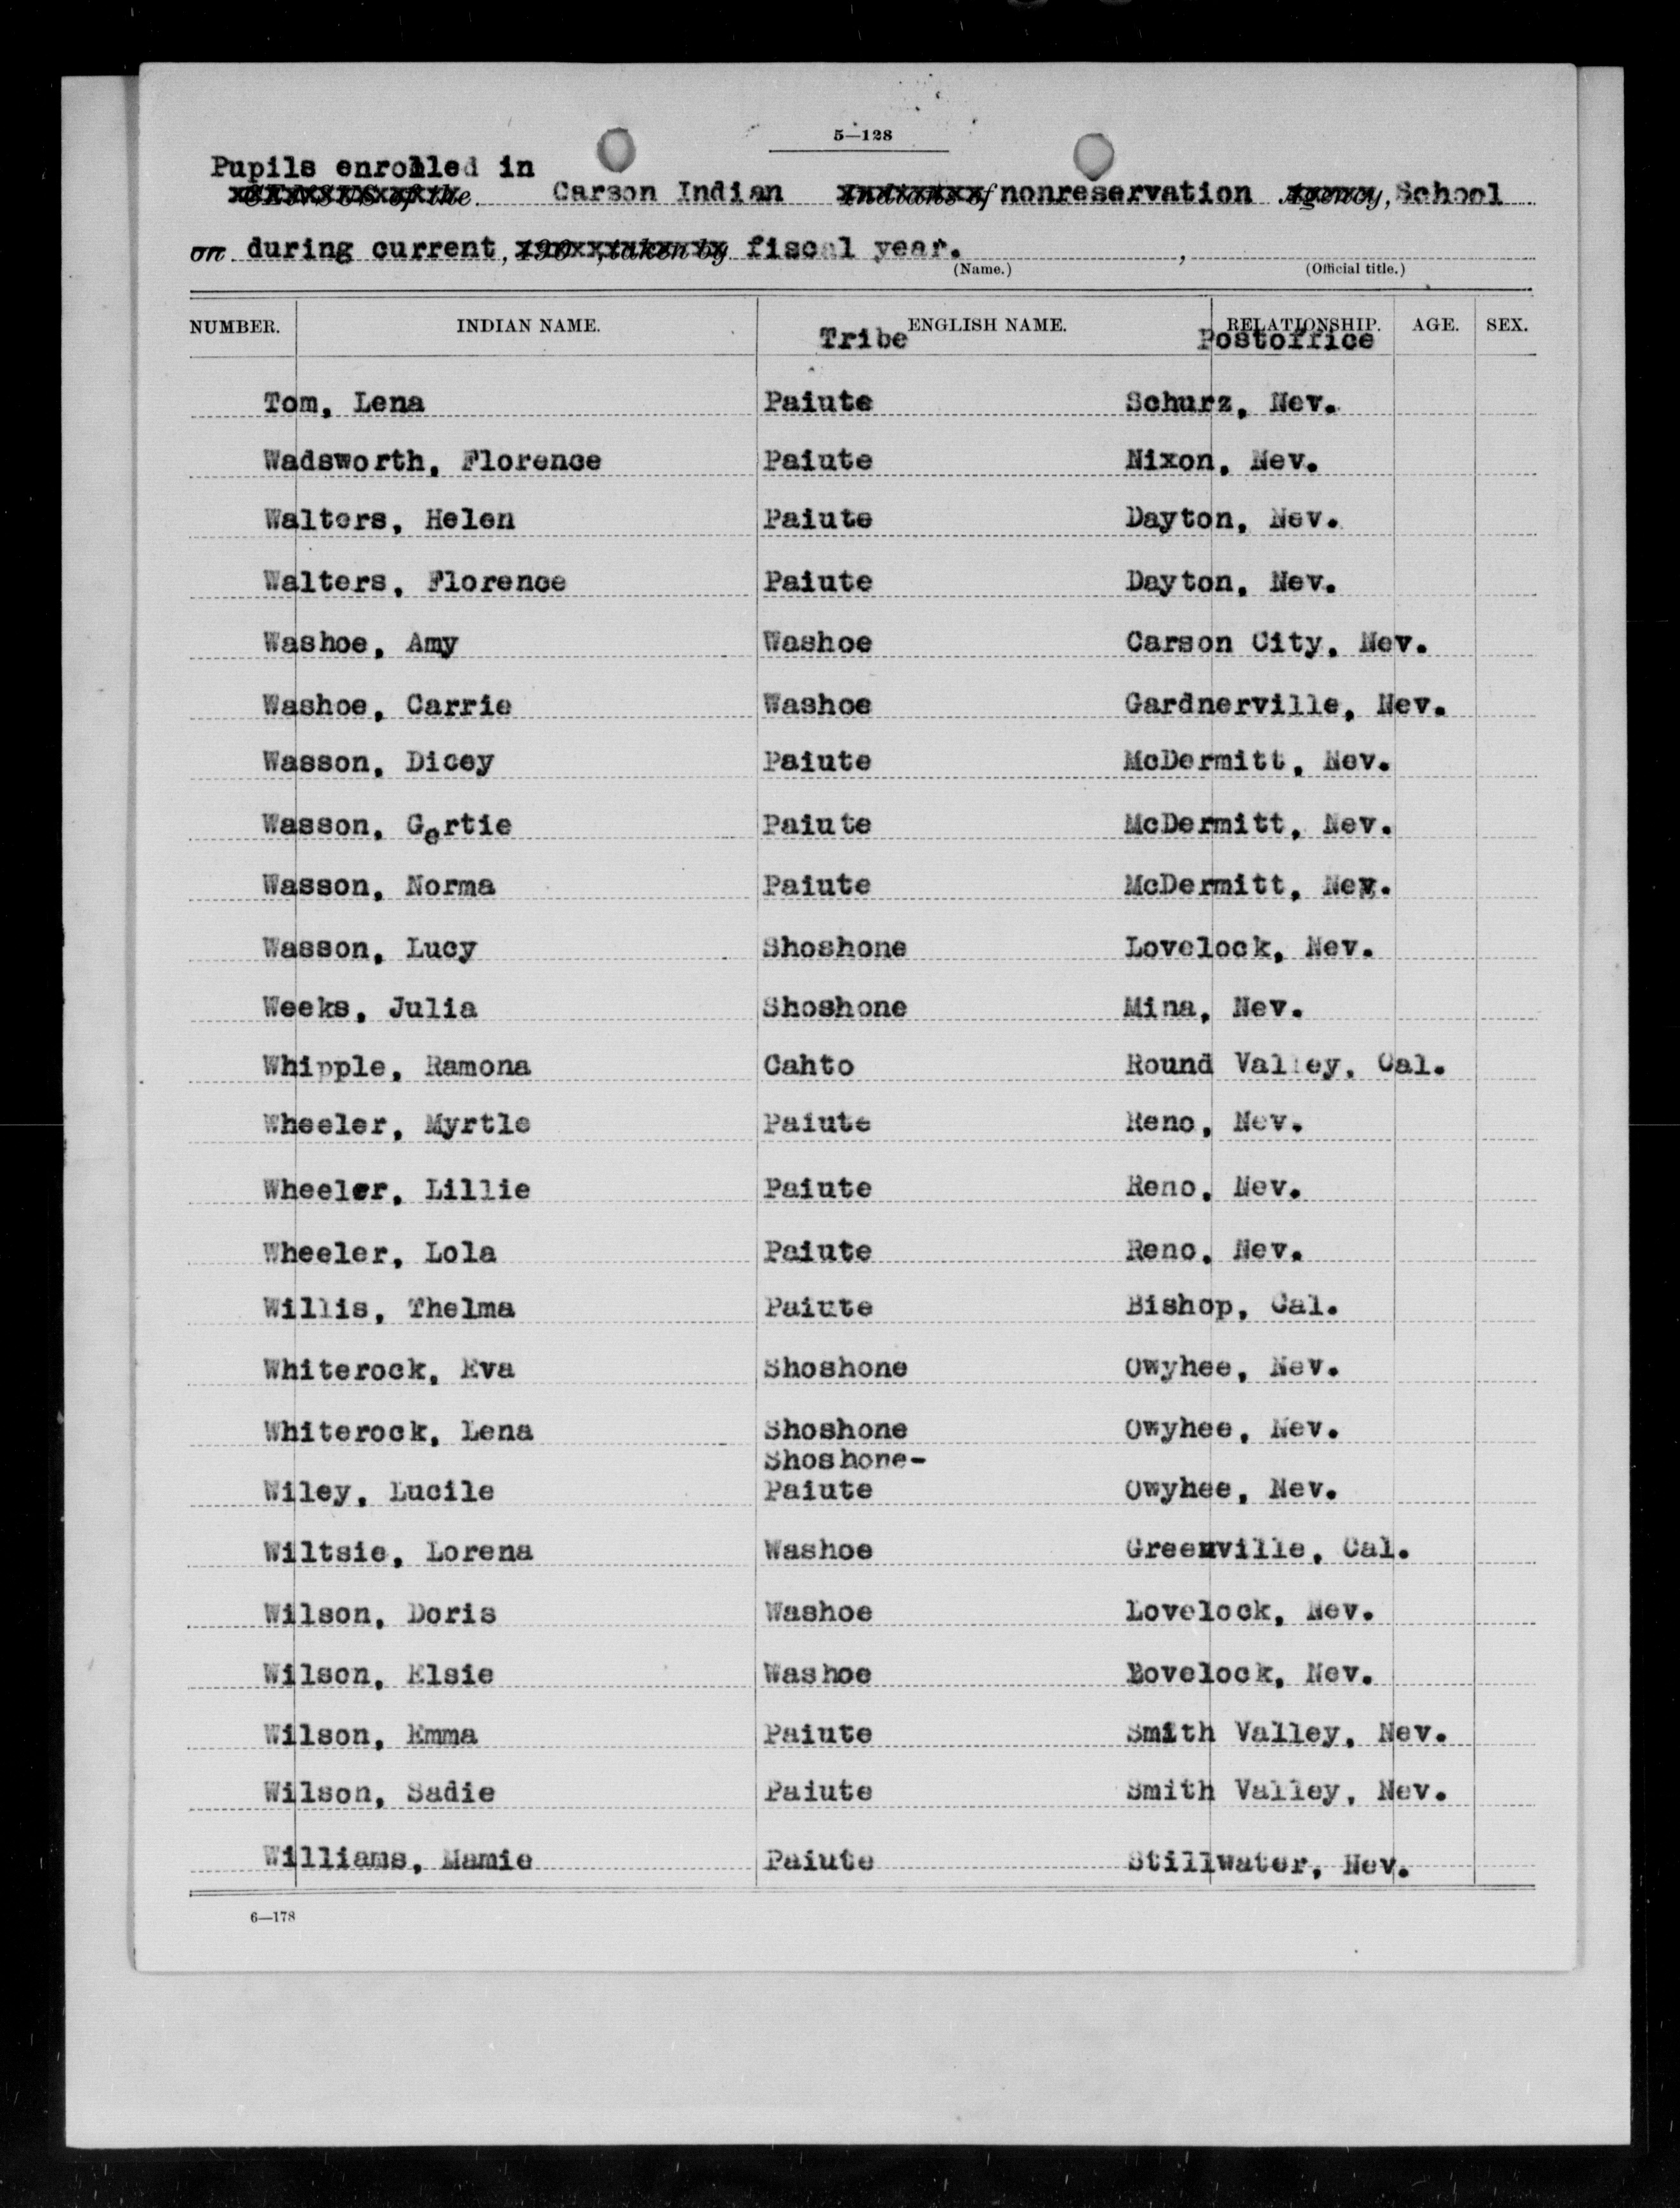 5—128
Pupils enrolled in
CENSUS of the Carson Indian Indians of nonreservation Agency, School
on during current, 190 , taken by fiscal year.
(Name.) (Official title.)
NUMBER. INDIAN NAME. ENGLISH NAME. RELATIONSHIP. AGE. SEX.
Tribe Postoffice
Tom, Lena Paiute Schurz, Nev.
Wadsworth, Florence Paiute Nixon, Nev.
Walters, Helen Paiute Dayton, Nev.
Walters, Florence Paiute Dayton, Nev.
Washoe, Amy Washoe Carson City, Nev.
Washoe, Carrie Washoe Gardnerville, Nev.
Wasson, Dicey Paiute McDermitt, Nev.
Wasson, Gertie Paiute McDermitt, Nev.
Wasson, Norma Paiute McDermitt, Nev.
Wasson, Lucy Shoshone Lovelock, Nev.
Weeks, Julia Shoshone Mina, Nev.
Whipple, Ramona Cahto Round Valley, Cal.
Wheeler, Myrtle Paiute Reno, Nev.
Wheeler, Lillie Paiute Reno, Nev.
Wheeler, Lola Paiute Reno, Nev.
Willis, Thelma Paiute Bishop, Cal.
Whiterock, Eva Shoshone Owyhee, Nev.
Whiterock, Lena Shoshone Owyhee, Nev.
Shoshone-
Wiley, Lucile Paiute Owyhee, Nev.
Wiltsie, Lorena Washoe Greenville, Cal.
Wilson, Doris Washoe Lovelock, Nev.
Wilson, Elsie Washoe Lovelock, Nev.
Wilson, Emma Paiute Smith Valley, Nev.
Wilson, Sadie Paiute Smith Valley, Nev.
Williams, Mamie Paiute Stillwater, Nev.
6—178